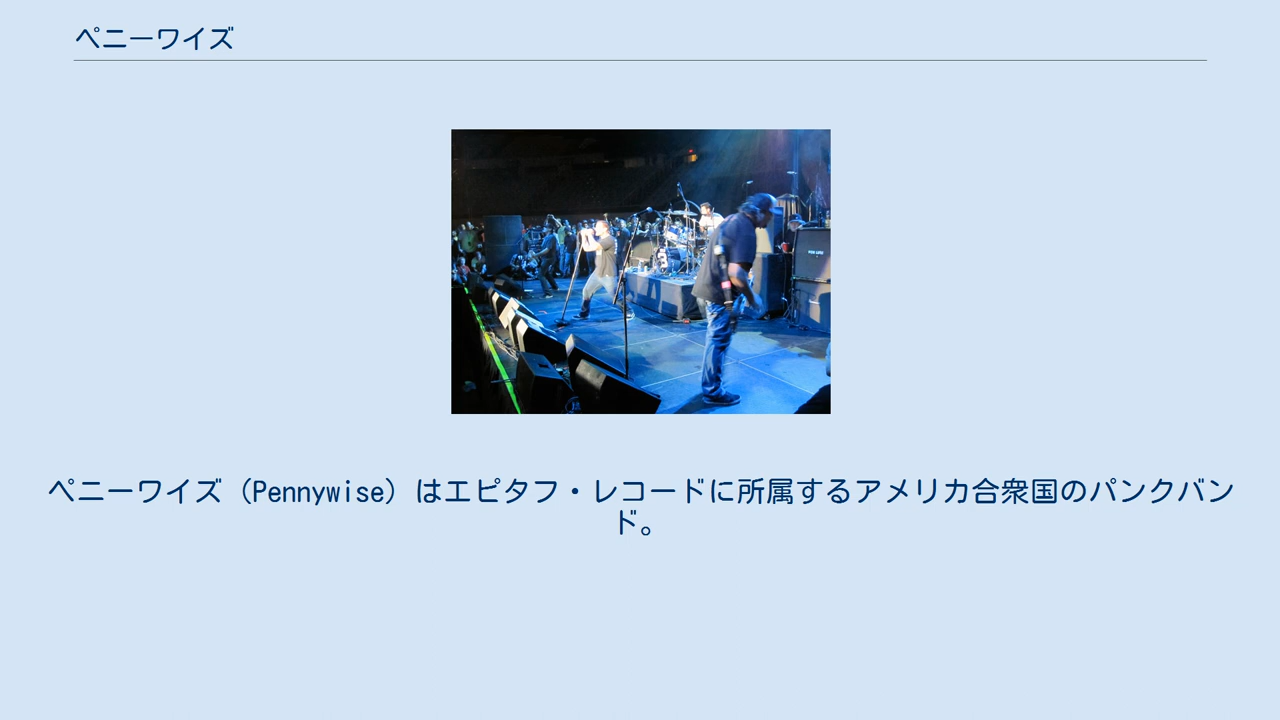 ペニーワイズ
ペニーワイズ（Pennywise）はエピタフ・レコードに所属するアメリカ合衆国のパンクバン
ド。